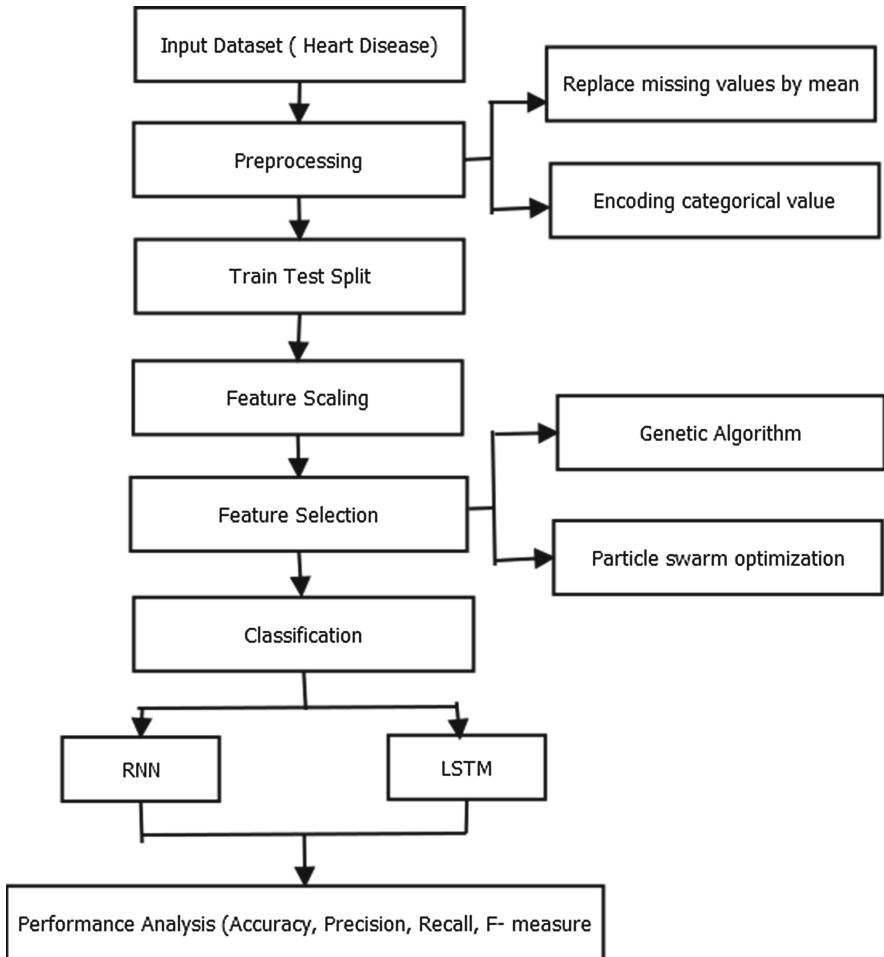 Input Dataset ( Heart Disease)
Replace missing values by mean
Preprocessing
Encoding categorical value
Train Test Split
Feature Scaling
Genetic Algorithm
Feature Selection
Particle swarm optimization
Classification
RNN
LSTM
Performance Analysis (Accuracy, Precision, Recall, F- measure